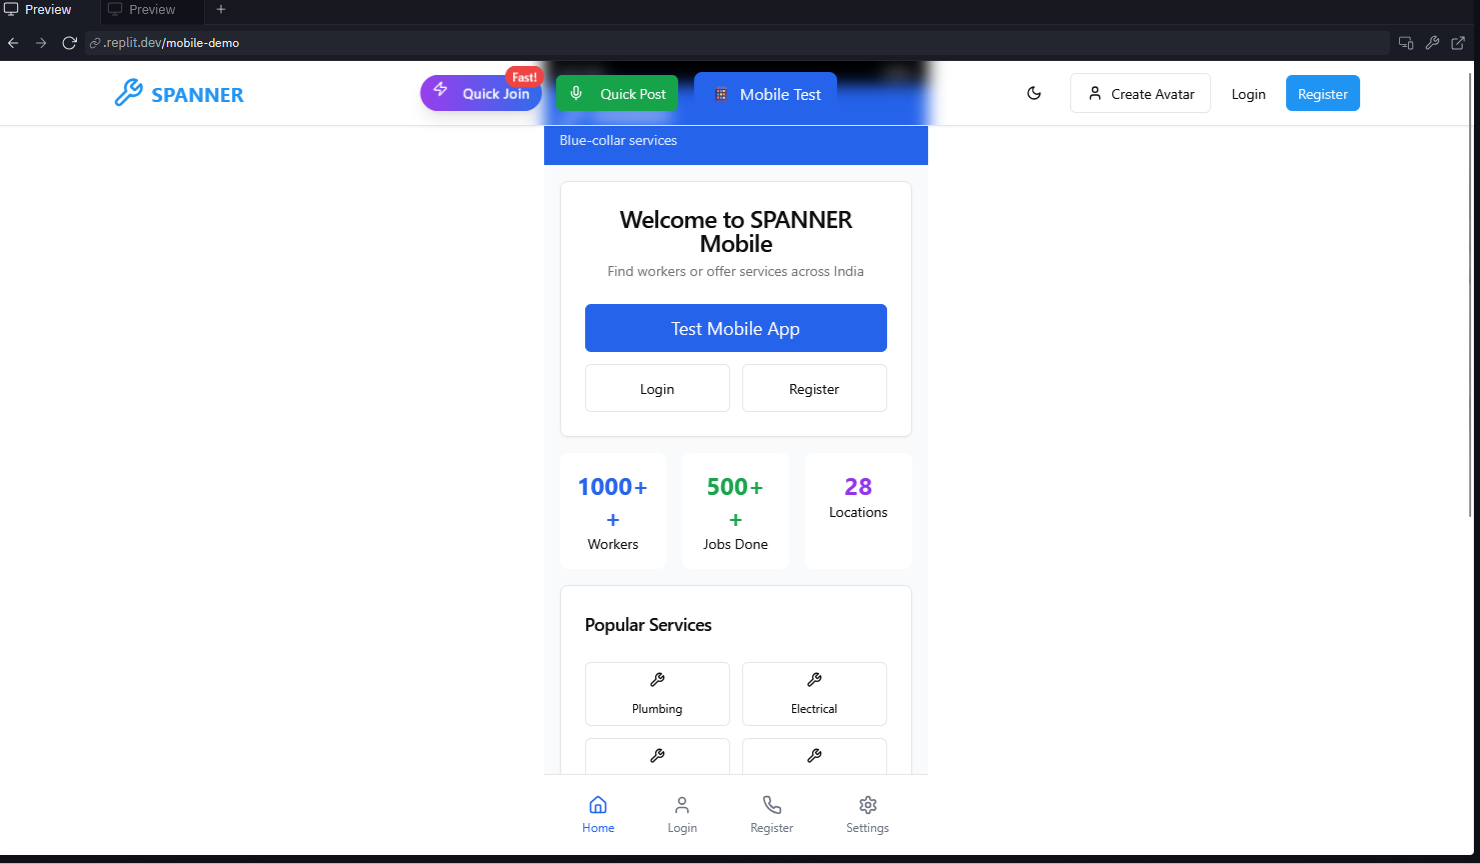 Preview
Preview
.replit.dev/mobile-demo
SPANNER
Quick Join
Fast!
Quick Post
Mobile Test
Create Avatar
Login
Register
Blue-collar services
Welcome to SPANNER
Mobile
Find workers or offer services across India
Test Mobile App
Login
Register
1000+
+
Workers
500+
+
Jobs Done
28
Locations
Popular Services
Plumbing
Electrical
Home
Login
Register
Settings